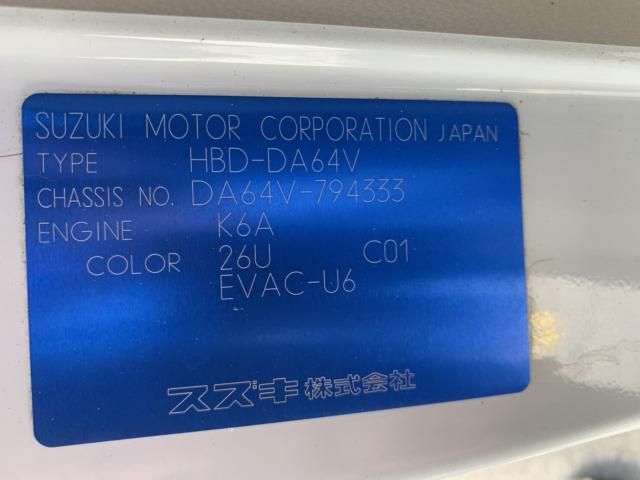 SUZUKI MOTOR CORPORATION JAPAN
TYPE HBD-DA64V
CHASSIS NO. DA64V-794333
ENGINE K6A
COLOR 26U C01
EVAC-U6
スズキ株式会社